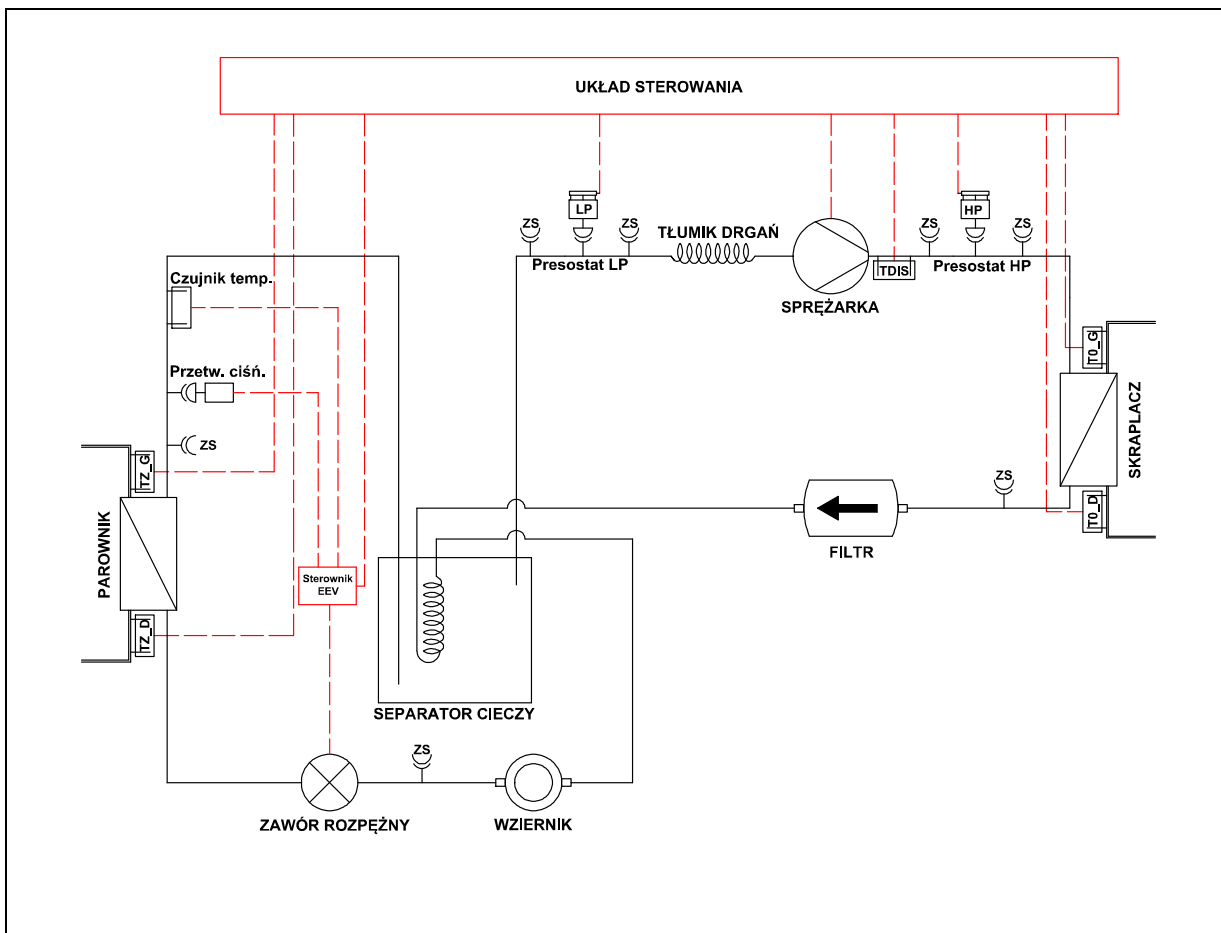 UKŁAD STEROWANIA
LP
HP
ZS
ZS
TŁUMIK DRGAŃ
ZS
ZS
Presostat LP
TDIS
Presostat HP
Czujnik temp.
SPRĘŻARKA
T0_G
Przetw. ciśń.
SKRAPLACZ
ZS
TZ_G
ZS
T0_D
PAROWNIK
FILTR
Sterownik
EEV
TZ_D
SEPARATOR CIECZY
ZS
ZAWÓR ROZPĘŻNY
WZIERNIK